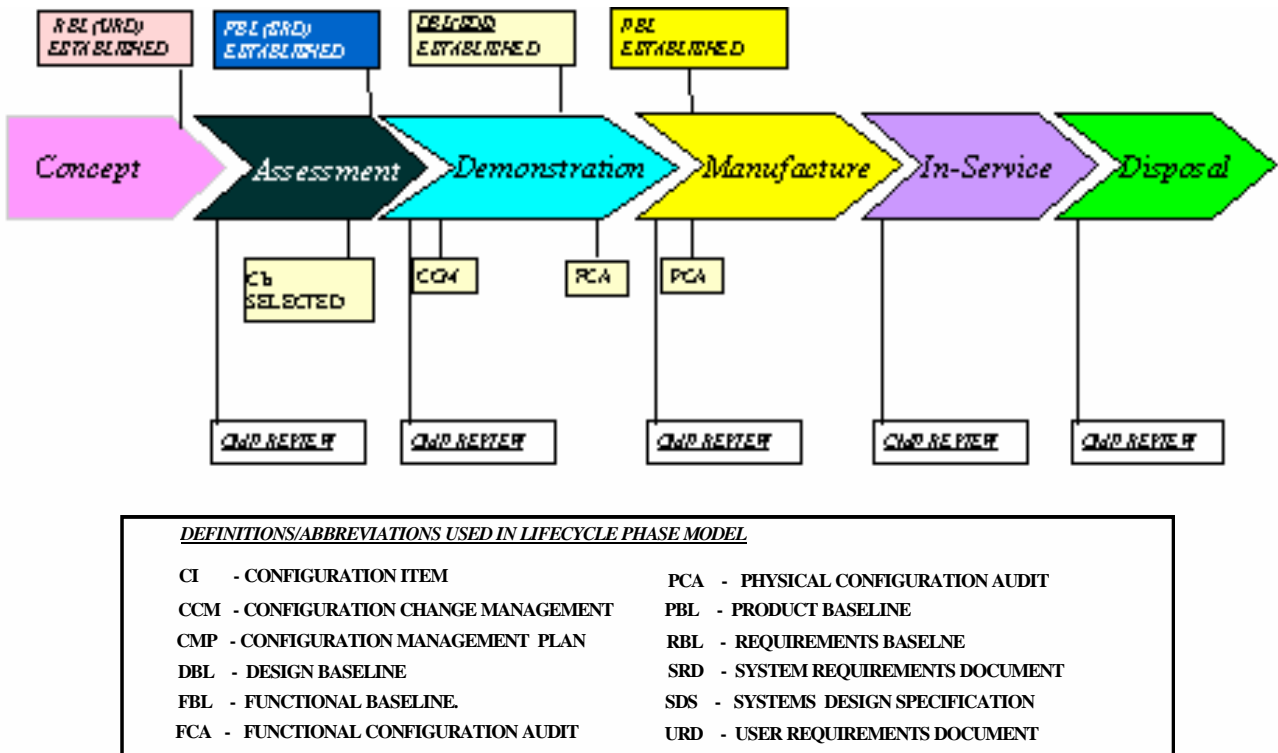 RBL (URD)
ESTABLISHED
FBL (SRD)
ESTABLISHED
ESTABLISHED
PBL
ESTABLISHED
Concept
Assessment
Demonstration
Manufacture
In-Service
Disposal
CIs
SELECTED
CCM
FCA
PCA
CMP REVIEW
CMP REVIEW
CMP REVIEW
CMP REVIEW
CMP REVIEW
DEFINITIONS/ABBREVIATIONS USED IN LIFECYCLE PHASE MODEL
CI - CONFIGURATION ITEM
CCM - CONFIGURATION CHANGE MANAGEMENT
CMP - CONFIGURATION MANAGEMENT PLAN
DBL - DESIGN BASELINE
FBL - FUNCTIONAL BASELINE.
FCA - FUNCTIONAL CONFIGURATION AUDIT
PCA - PHYSICAL CONFIGURATION AUDIT
PBL - PRODUCT BASELINE
RBL - REQUIREMENTS BASELNE
SRD - SYSTEM REQUIREMENTS DOCUMENT
SDS - SYSTEMS DESIGN SPECIFICATION
URD - USER REQUIREMENTS DOCUMENT